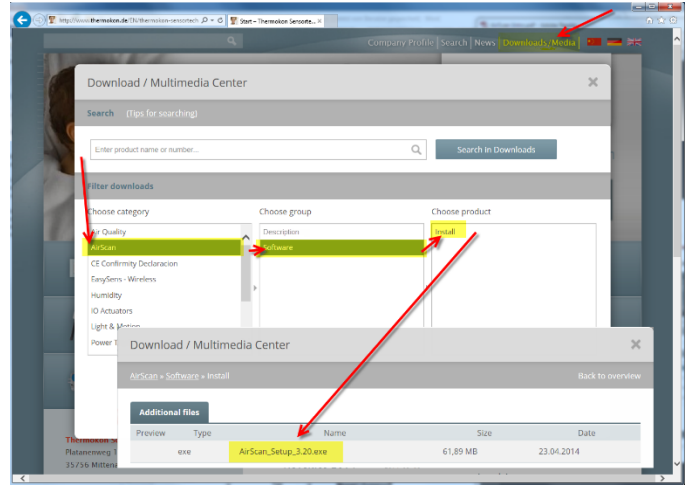 http://www.thermokon.de/EN/thermokon-sensortech
Start – Thermokon Sensorte...
Company Profile | Search | News | Downloads/Media |
Download / Multimedia Center
Search (Tips for searching)
Enter product name or number...
Search in Downloads
Filter downloads
Choose category
Choose group
Choose product
Air Quality
Description
Install
AirScan
Software
CE Confirmity Declaracion
EasySens - Wireless
Humidity
IO Actuators
Light & Motion
Power T
Download / Multimedia Center
AirScan » Software » Install
Back to overview
Additional files
Preview Type Name Size Date
exe AirScan_Setup_3.20.exe 61,89 MB 23.04.2014
Thermokon
Platanenweg 1
35756 Mittena